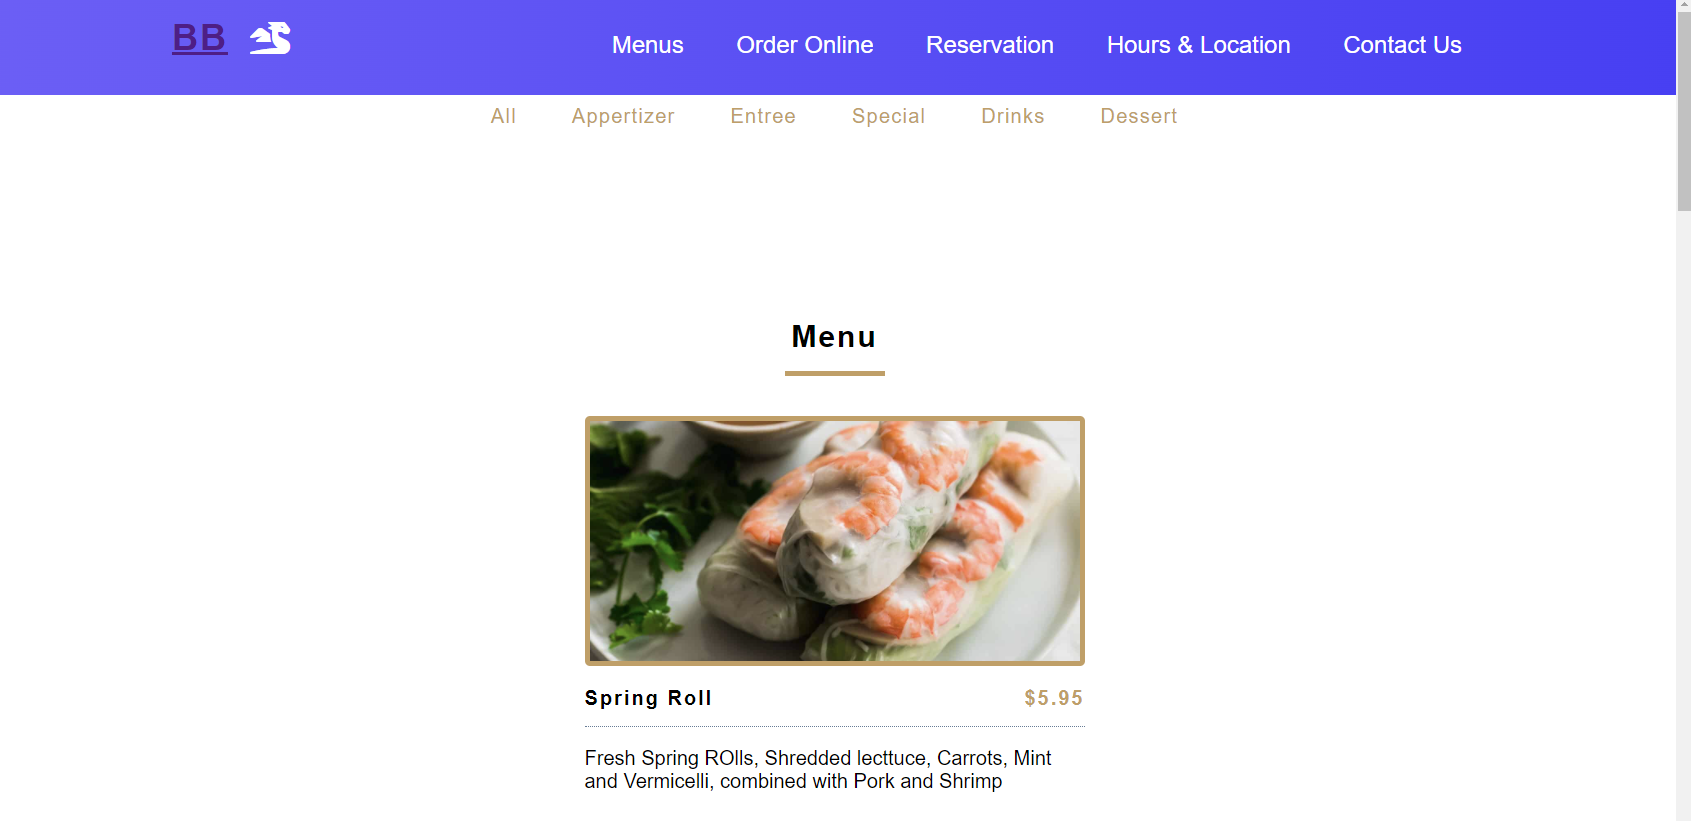 BB
Menus Order Online Reservation Hours & Location Contact Us
All Appertizer Entree Special Drinks Dessert
Menu
Spring Roll $5.95
Fresh Spring ROlls, Shredded lecttuce, Carrots, Mint
and Vermicelli, combined with Pork and Shrimp